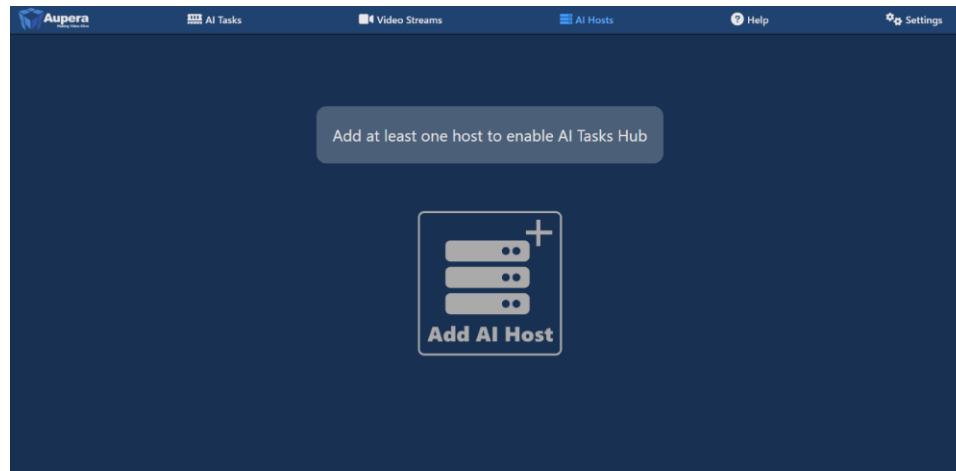 Aupera
AI Tasks
Video Streams
AI Hosts
Help
Settings
Add at least one host to enable AI Tasks Hub
Add AI Host